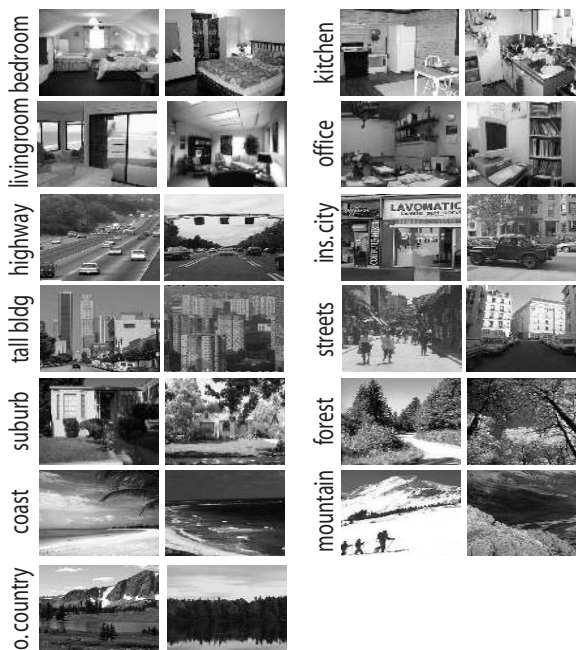 bedroom
kitchen
livingroom
office
highway
ins.city
LAVOMATIC
tall bldg
streets
suburb
forest
coast
mountain
o. country